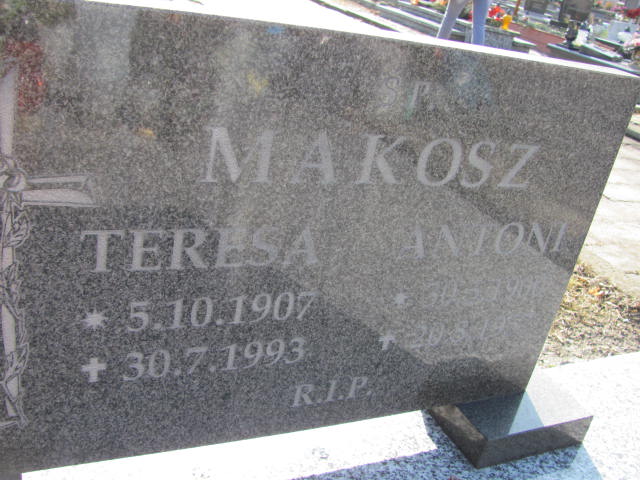 Ś.P.
MAKOSZ
TERESA ANTONI
* 5.10.1907
✝ 30.7.1993
R.I.P.